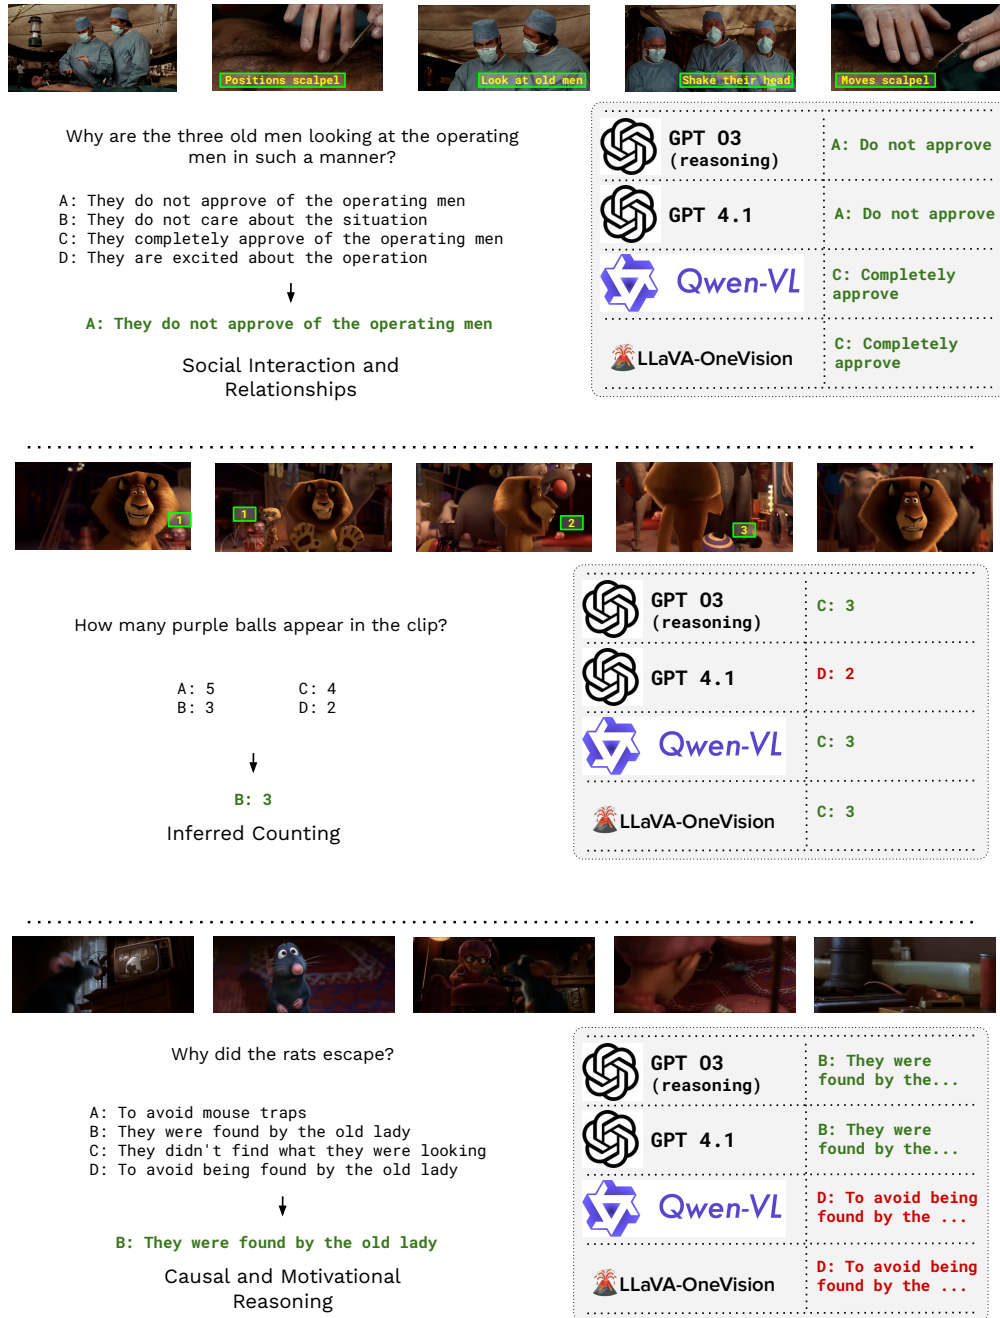 Positions scalpel
Look at old men
Shake their head
Moves scalpel
Why are the three old men looking at the operating
men in such a manner?
A: They do not approve of the operating men
B: They do not care about the situation
C: They completely approve of the operating men
D: They are excited about the operation
A: They do not approve of the operating men
Social Interaction and
Relationships
GPT O3
(reasoning)
A: Do not approve
GPT 4.1
A: Do not approve
Qwen-VL
C: Completely
approve
LLaVA-OneVision
C: Completely
approve
1
1
2
3
How many purple balls appear in the clip?
A: 5
C: 4
B: 3
D: 2
B: 3
Inferred Counting
GPT O3
(reasoning)
C: 3
GPT 4.1
D: 2
Qwen-VL
C: 3
LLaVA-OneVision
C: 3
Why did the rats escape?
A: To avoid mouse traps
B: They were found by the old lady
C: They didn't find what they were looking
D: To avoid being found by the old lady
B: They were found by the old lady
Causal and Motivational
Reasoning
GPT O3
(reasoning)
B: They were
found by the...
GPT 4.1
B: They were
found by the...
Qwen-VL
D: To avoid being
found by the ...
LLaVA-OneVision
D: To avoid being
found by the ...